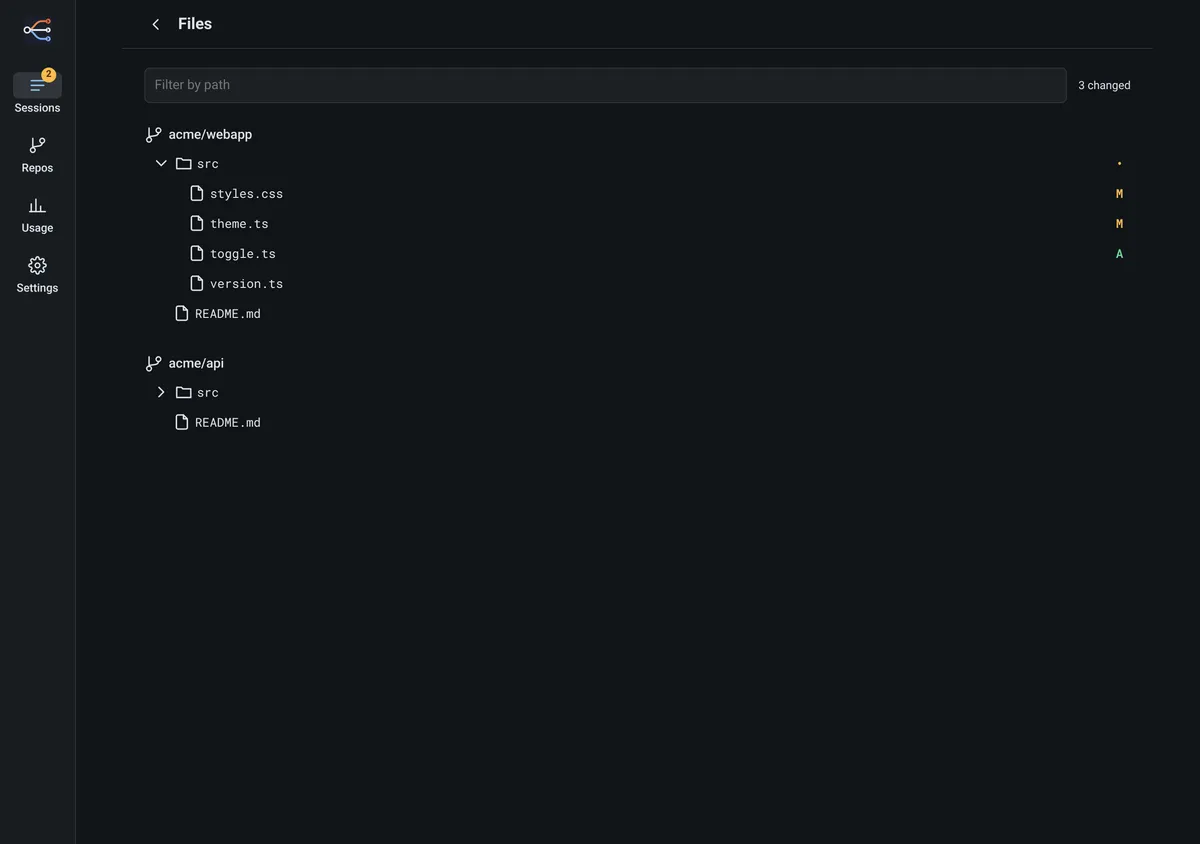 Files
Filter by path
3 changed
2
Sessions
Repos
Usage
Settings
acme/webapp
src
styles.css M
theme.ts M
toggle.ts A
version.ts
README.md
acme/api
src
README.md